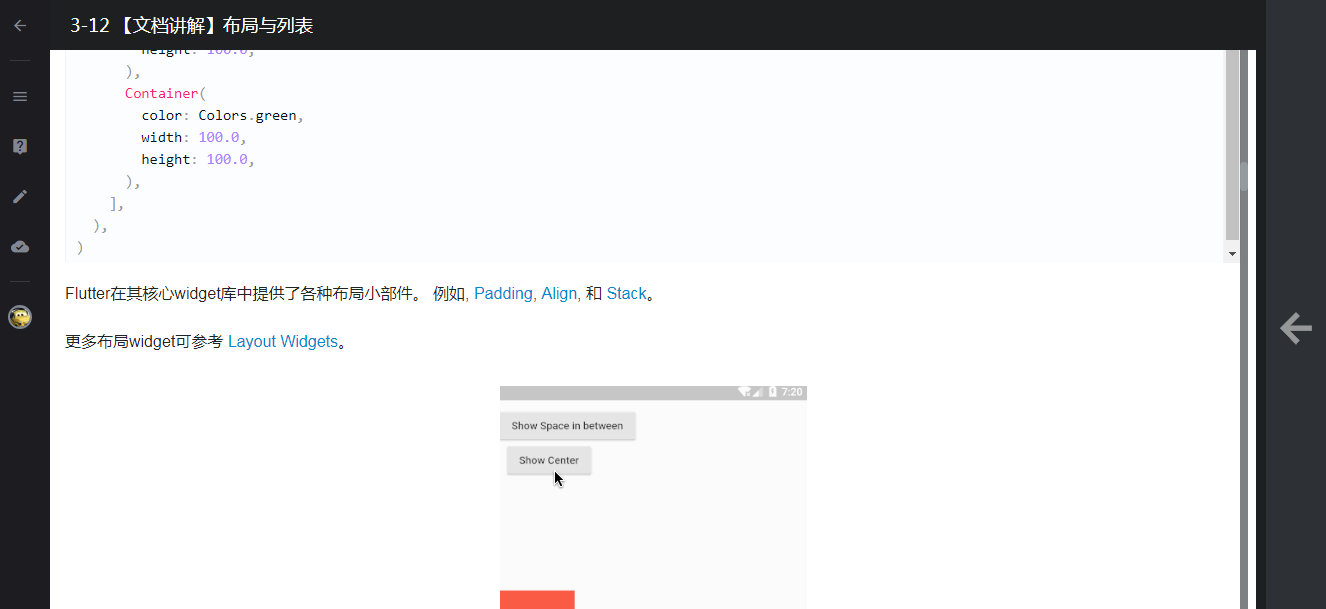 3-12 【文档讲解】布局与列表
height: 100.0,
),
Container(
color: Colors.green,
width: 100.0,
height: 100.0,
),
],
),
)
Flutter在其核心widget库中提供了各种布局小部件。 例如, Padding, Align, 和 Stack。
更多布局widget可参考 Layout Widgets。
7:20
Show Space in between
Show Center